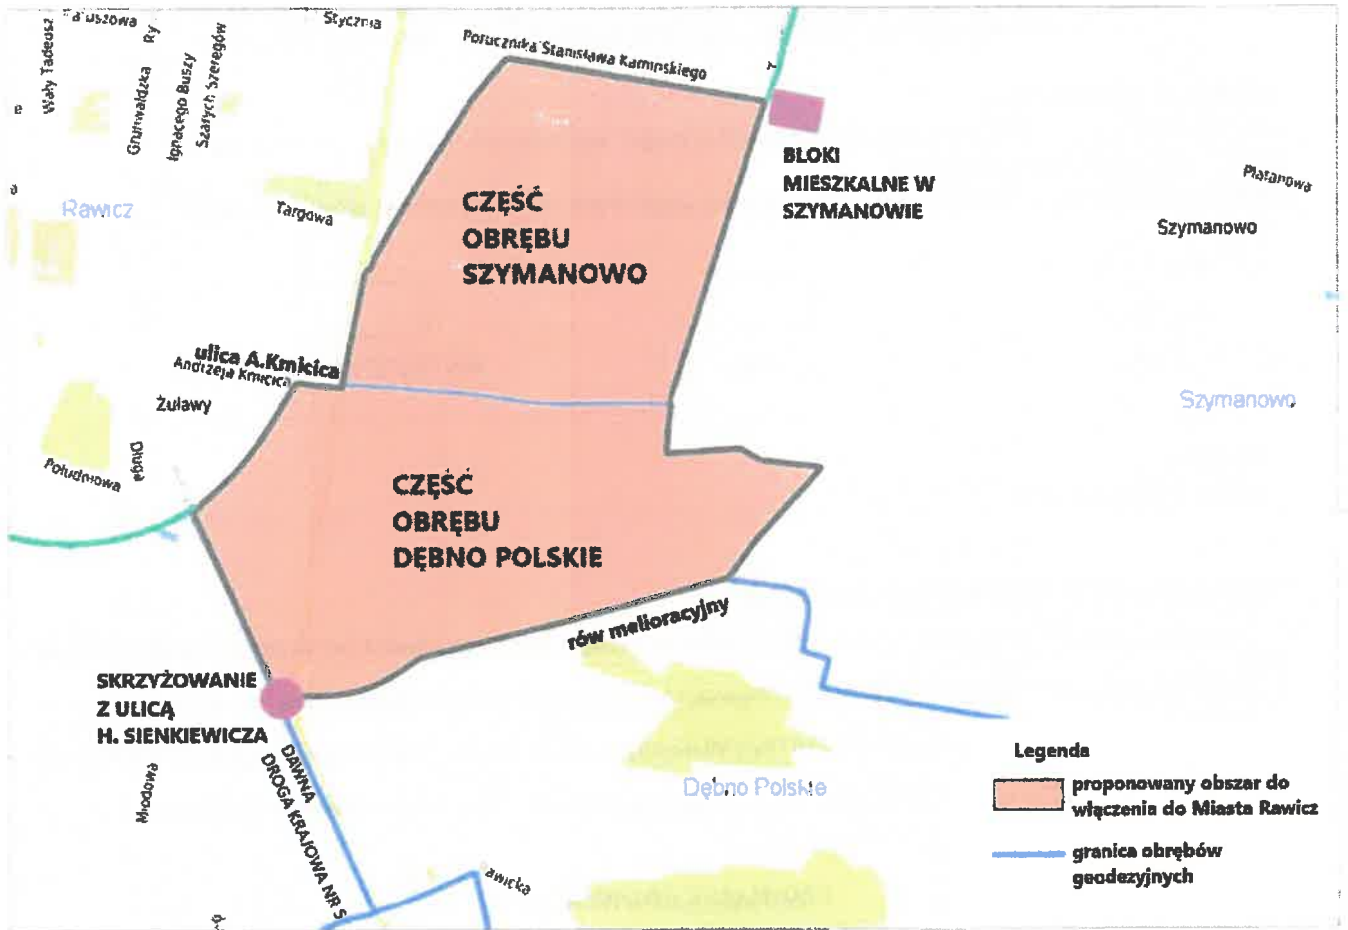 Wały Tadeusz
Grunwaldzka
Ry
Ignacego Buszy
Szarych Szeregów
Stycznia
Porucznika Stanisława Kamińskiego
Rawicz
Targowa
CZĘŚĆ
OBRĘBU
SZYMANOWO
BLOKI
MIESZKALNE W
SZYMANOWIE
Platanowa
Szymanowo
Szymanowo
ulica A.Kmicica
Andrzeja Kmicica
Żuławy
Długa
Południowa
CZĘŚĆ
OBRĘBU
DĘBNO POLSKIE
rów melioracyjny
SKRZYŻOWANIE
Z ULICĄ
H. SIENKIEWICZA
DAWNA
DROGA KRAJOWA NR 5
Miodowa
Dębno Polskie
awicka
Legenda
proponowany obszar do
włączenia do Miasta Rawicz
granica obrębów
geodezyjnych